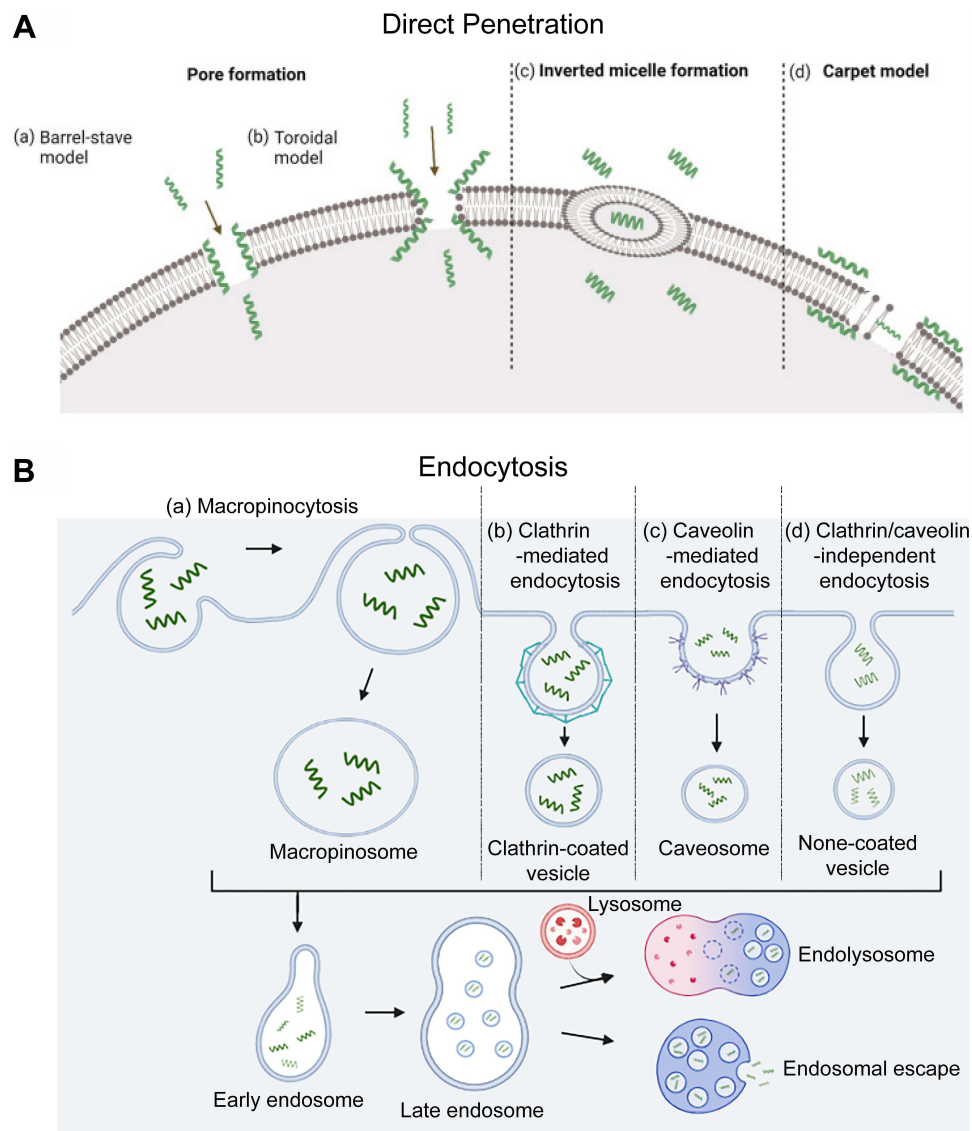 A
Direct Penetration
Pore formation
(c) Inverted micelle formation
(d) Carpet model
(a) Barrel-stave
model
(b) Toroidal
model
B
Endocytosis
(a) Macropinocytosis
(b) Clathrin
-mediated
endocytosis
(c) Caveolin
-mediated
endocytosis
(d) Clathrin/caveolin
-independent
endocytosis
Macropinosome
Clathrin-coated
vesicle
Caveosome
None-coated
vesicle
Lysosome
Endolysosome
Early endosome
Late endosome
Endosomal escape